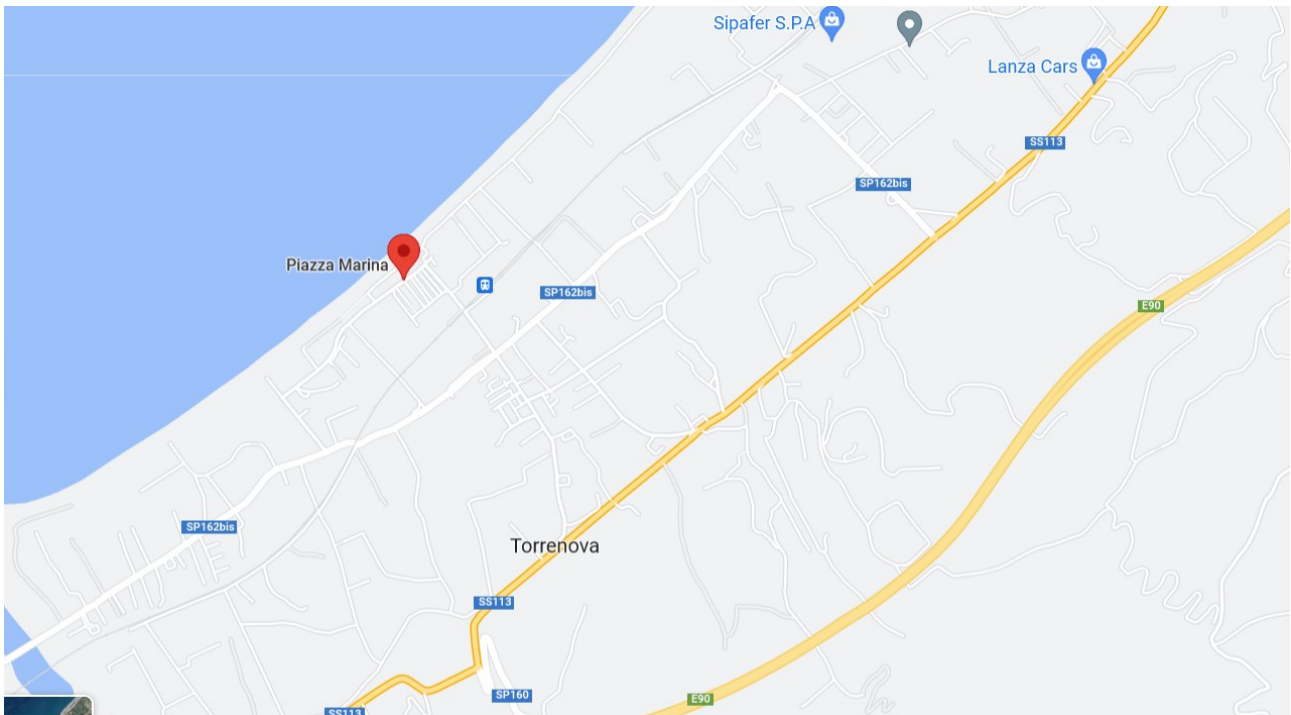 Sipafer S.P.A
Lanza Cars
SS113
SP162bis
Piazza Marina
SP162bis
E90
SP162bis
Torrenova
SS113
SP160
E90
SS113